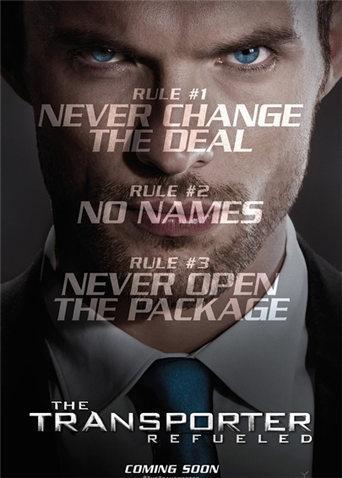 RULE #1
NEVER CHANGE
THE DEAL
RULE #2
NO NAMES
RULE #3
NEVER OPEN
THE PACKAGE
THE
TRANSPORTER
REFUELED
COMING SOON